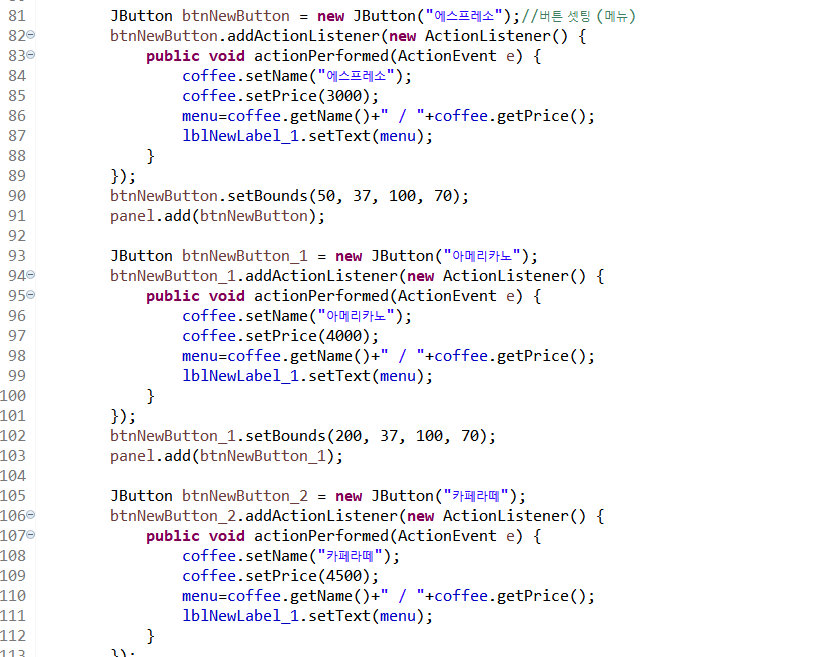 81 JButton btnNewButton = new JButton("에스프레소");//버튼 셋팅 (메뉴)
82 btnNewButton.addActionListener(new ActionListener() {
83 public void actionPerformed(ActionEvent e) {
84 coffee.setName("에스프레소");
85 coffee.setPrice(3000);
86 menu=coffee.getName()+" / "+coffee.getPrice();
87 lblNewLabel_1.setText(menu);
88 }
89 });
90 btnNewButton.setBounds(50, 37, 100, 70);
91 panel.add(btnNewButton);
92
93 JButton btnNewButton_1 = new JButton("아메리카노");
94 btnNewButton_1.addActionListener(new ActionListener() {
95 public void actionPerformed(ActionEvent e) {
96 coffee.setName("아메리카노");
97 coffee.setPrice(4000);
98 menu=coffee.getName()+" / "+coffee.getPrice();
99 lblNewLabel_1.setText(menu);
100 }
101 });
102 btnNewButton_1.setBounds(200, 37, 100, 70);
103 panel.add(btnNewButton_1);
104
105 JButton btnNewButton_2 = new JButton("카페라떼");
106 btnNewButton_2.addActionListener(new ActionListener() {
107 public void actionPerformed(ActionEvent e) {
108 coffee.setName("카페라떼");
109 coffee.setPrice(4500);
110 menu=coffee.getName()+" / "+coffee.getPrice();
111 lblNewLabel_1.setText(menu);
112 }
113 });